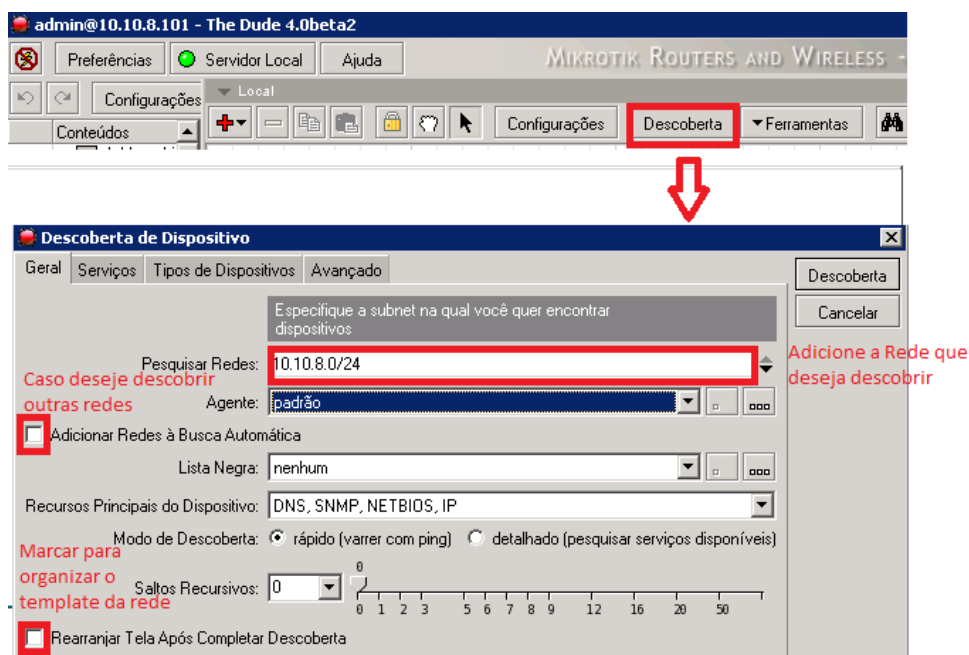 admin@10.10.8.101 - The Dude 4.0beta2
Preferências Servidor Local Ajuda MIKROTIK ROUTERS AND WIRELESS -
Configurações Local
Conteúdos Configurações Descoberta Ferramentas
Descoberta de Dispositivo
Geral Serviços Tipos de Dispositivos Avançado Descoberta
Especifique a subnet na qual você quer encontrar
dispositivos
Cancelar
Pesquisar Redes: 10.10.8.0/24
Adicione a Rede que
deseja descobrir
Caso deseje descobrir
outras redes
Agente: padrão
Adicionar Redes à Busca Automática
Lista Negra: nenhum
Recursos Principais do Dispositivo: DNS, SNMP, NETBIOS, IP
Modo de Descoberta: rápido (varrer com ping) detalhado (pesquisar serviços disponíveis)
Marcar para
organizar o
template da rede
0
Saltos Recursivos: 0
0 1 2 3 5 6 7 8 9 12 16 20 50
Rearranjar Tela Após Completar Descoberta